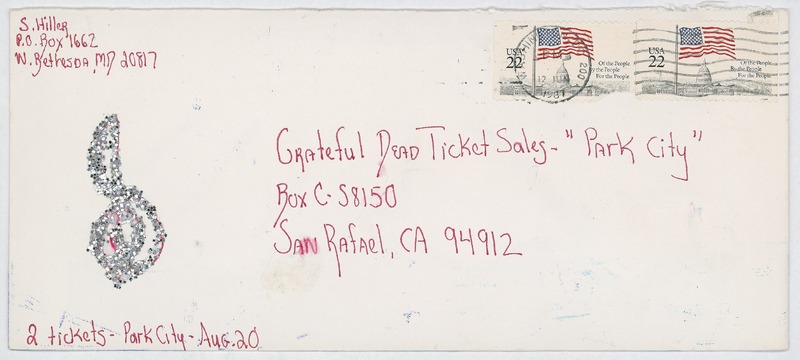 S. Hiller
P.O. Box 1662
W. Bethesda, MD 20817
USA 22
Of the People
By the People
For the People
USA 22
Of the People
By the People
For the People
1987
Grateful Dead Ticket Sales - "Park City"
Box C-S8150
San Rafael, CA 94912
2 tickets - Park City - Aug. 20